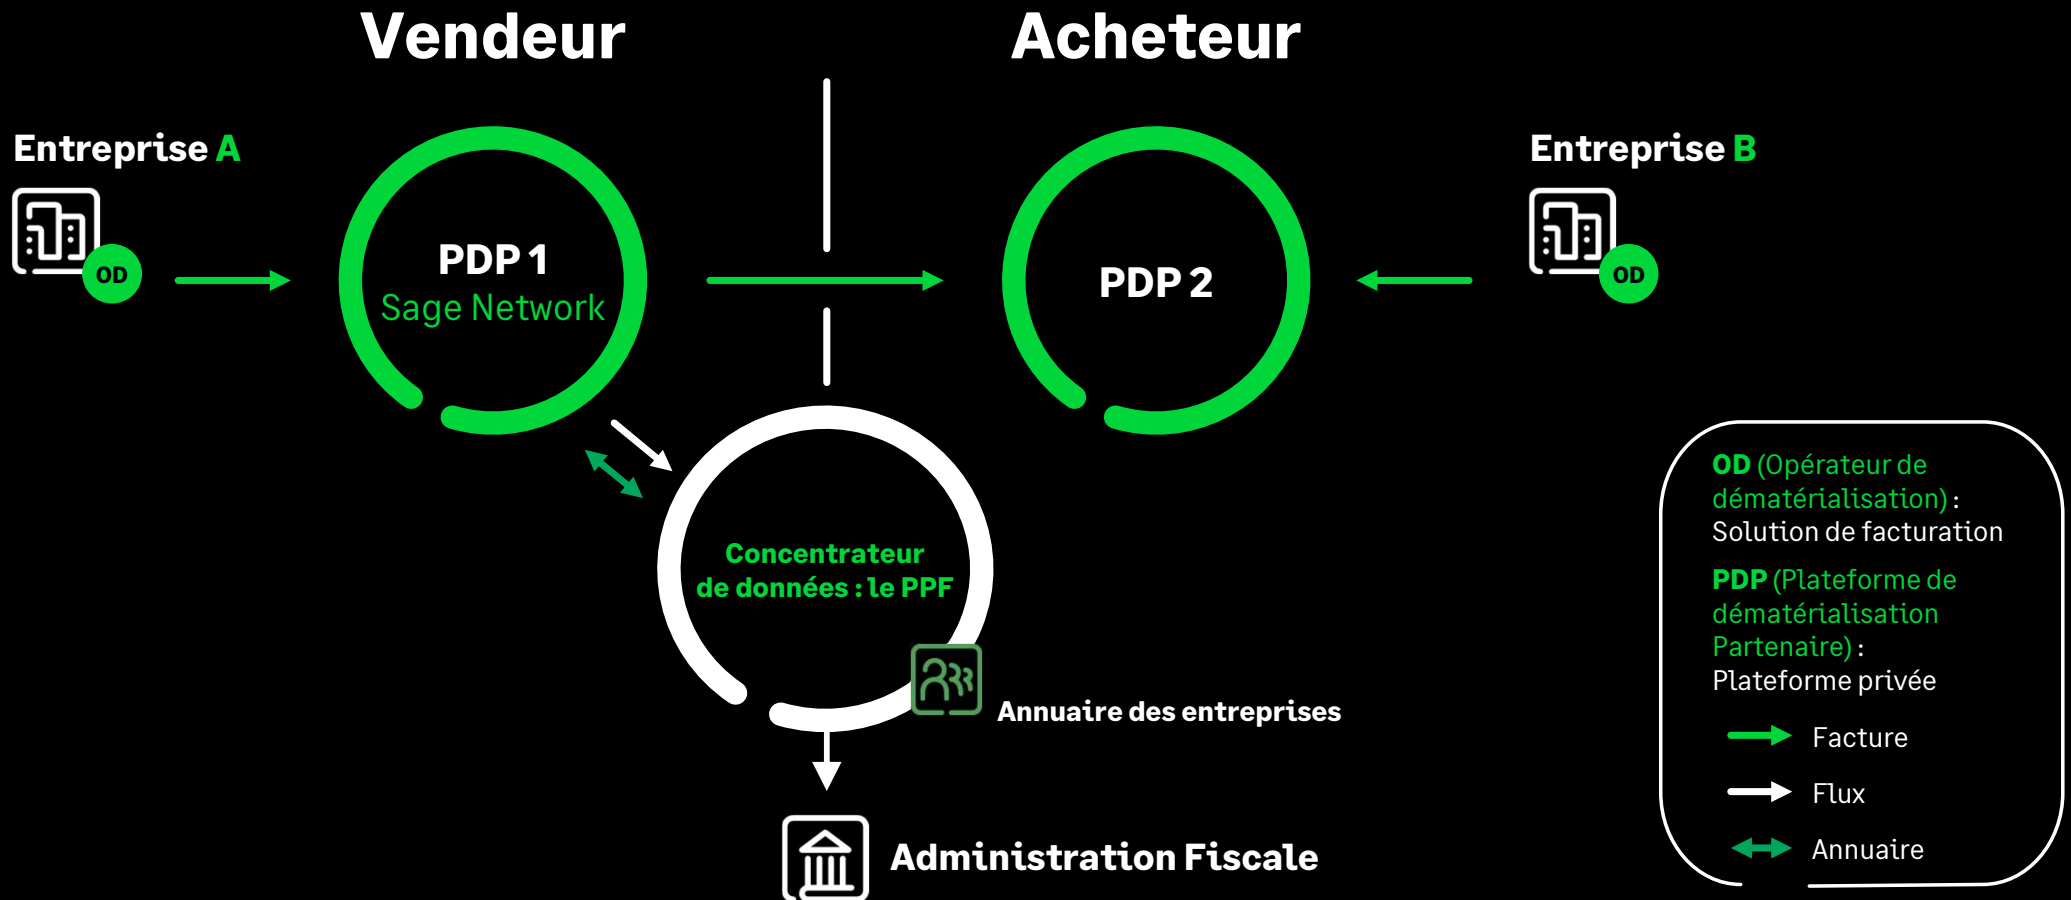 Vendeur
Acheteur
Entreprise A
OD
PDP 1
Sage Network
PDP 2
Entreprise B
OD
Concentrateur
de données : le PPF
Annuaire des entreprises
Administration Fiscale
OD (Opérateur de
dématérialisation) :
Solution de facturation
PDP (Plateforme de
dématérialisation
Partenaire) :
Plateforme privée
Facture
Flux
Annuaire